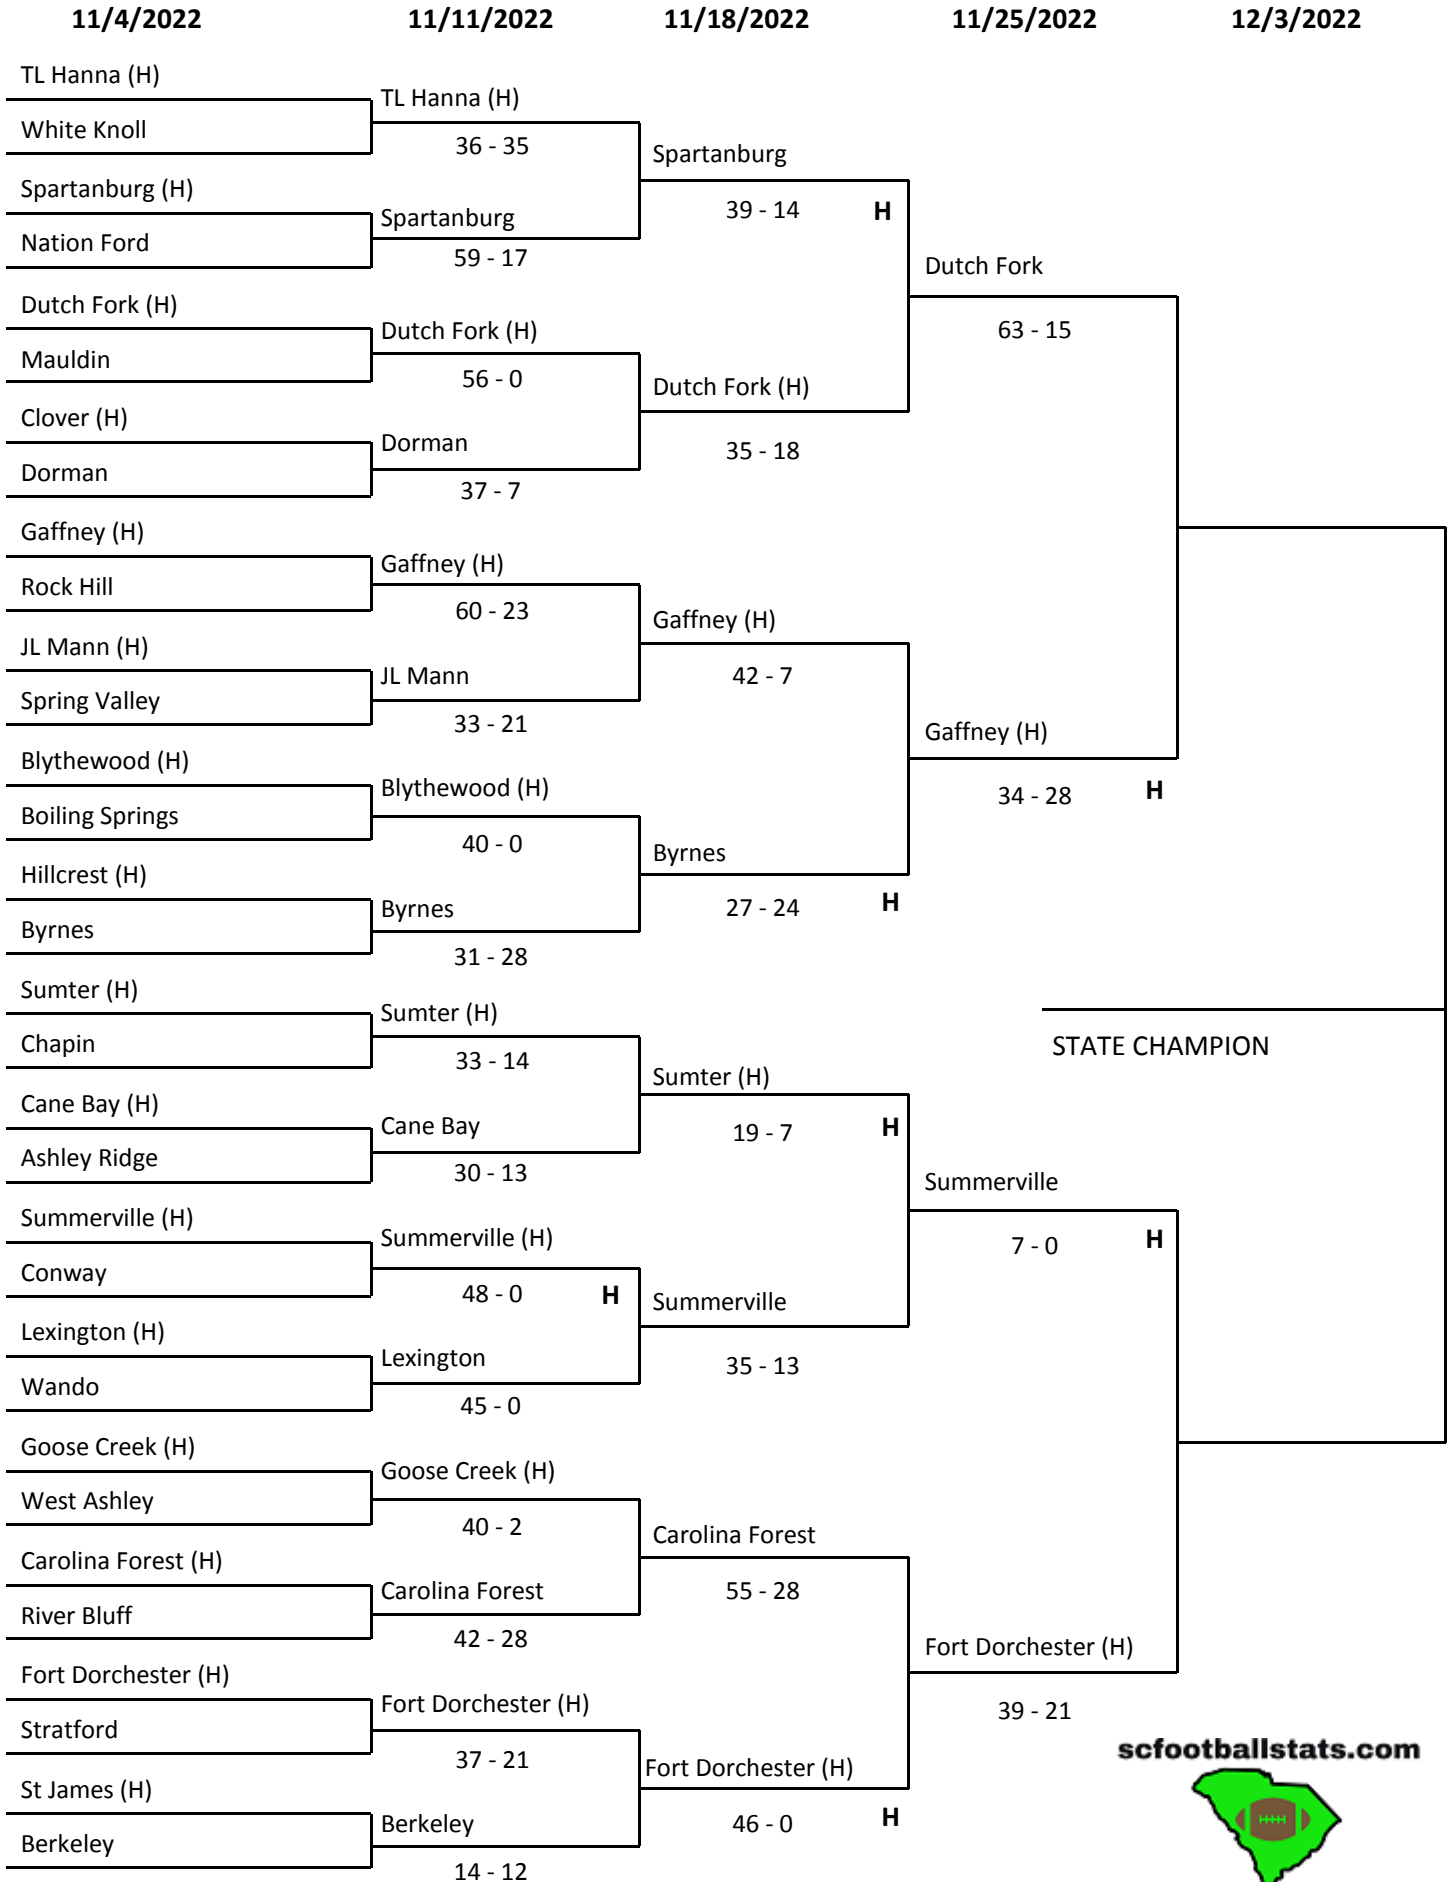 11/4/2022 11/11/2022 11/18/2022 11/25/2022 12/3/2022
TL Hanna (H)
White Knoll
Spartanburg (H)
Nation Ford
Dutch Fork (H)
Mauldin
Clover (H)
Dorman
Gaffney (H)
Rock Hill
JL Mann (H)
Spring Valley
Blythewood (H)
Boiling Springs
Hillcrest (H)
Byrnes
Sumter (H)
Chapin
Cane Bay (H)
Ashley Ridge
Summerville (H)
Conway
Lexington (H)
Wando
Goose Creek (H)
West Ashley
Carolina Forest (H)
River Bluff
Fort Dorchester (H)
Stratford
St James (H)
Berkeley
TL Hanna (H)
36 - 35
Spartanburg
59 - 17
Dutch Fork (H)
56 - 0
Dorman
37 - 7
Gaffney (H)
60 - 23
JL Mann
33 - 21
Blythewood (H)
40 - 0
Byrnes
31 - 28
Sumter (H)
33 - 14
Cane Bay
30 - 13
Summerville (H)
48 - 0 H
Lexington
45 - 0
Goose Creek (H)
40 - 2
Carolina Forest
42 - 28
Fort Dorchester (H)
37 - 21
Berkeley
14 - 12
Spartanburg
39 - 14 H
Dutch Fork (H)
35 - 18
Gaffney (H)
42 - 7
Byrnes
27 - 24 H
Sumter (H)
19 - 7 H
Summerville
35 - 13
Carolina Forest
55 - 28
Fort Dorchester (H)
46 - 0 H
Dutch Fork
63 - 15
Gaffney (H)
34 - 28 H
Summerville
7 - 0 H
Fort Dorchester (H)
39 - 21
STATE CHAMPION
scfootballstats.com